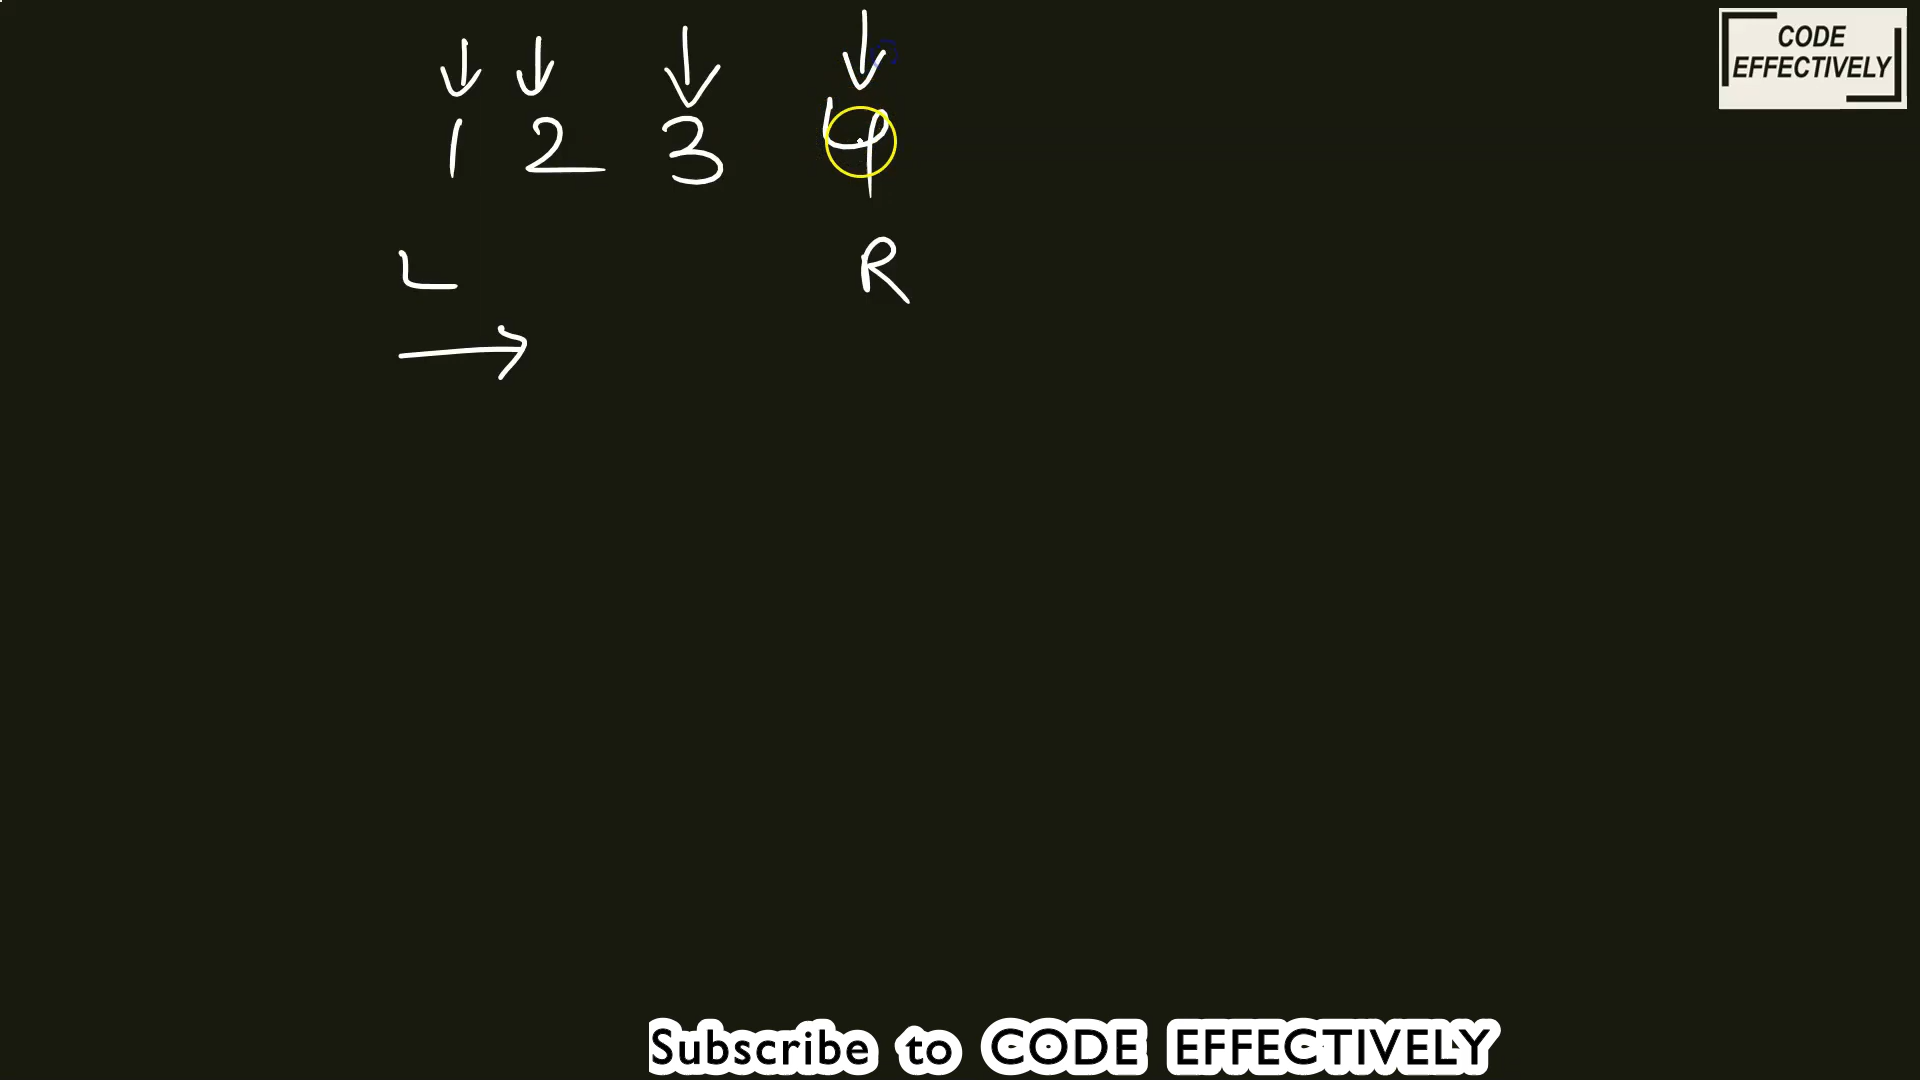 CODE
EFFECTIVELY
1 2 3 4
L R
Subscribe to CODE EFFECTIVELY